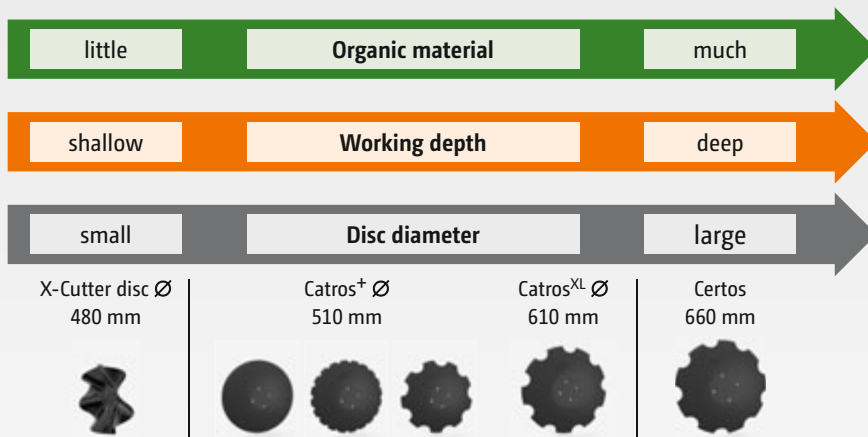 little Organic material much
shallow Working depth deep
small Disc diameter large
X-Cutter disc Ø Catros⁺ Ø Catrosˣᴸ Ø Certos
480 mm 510 mm 610 mm 660 mm